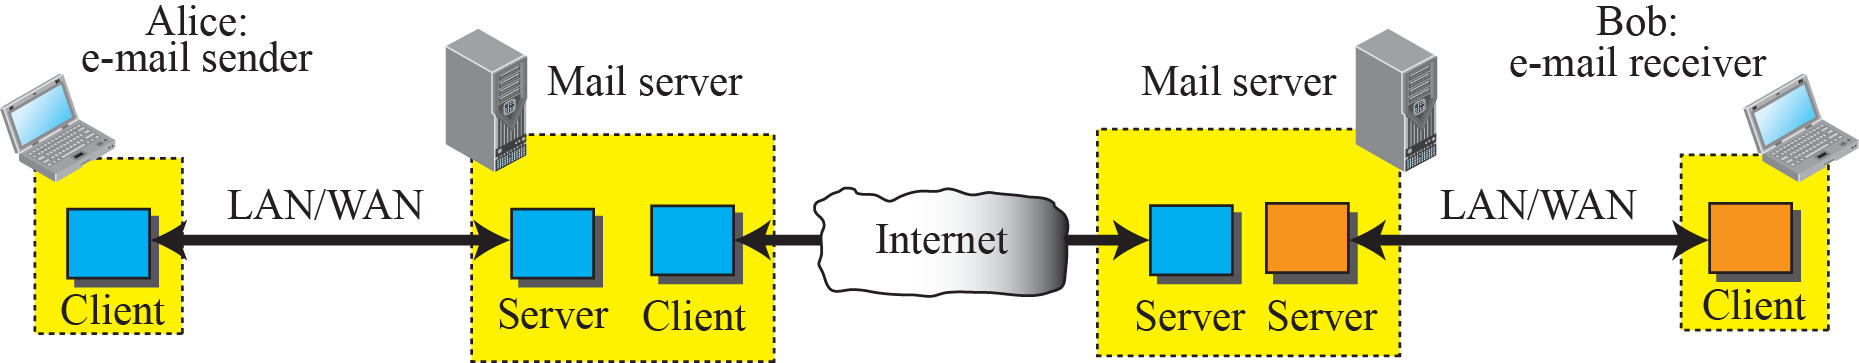 Alice:
e-mail sender
Mail server
Mail server
Bob:
e-mail receiver
LAN/WAN
Internet
LAN/WAN
Client
Server
Client
Server
Server
Client